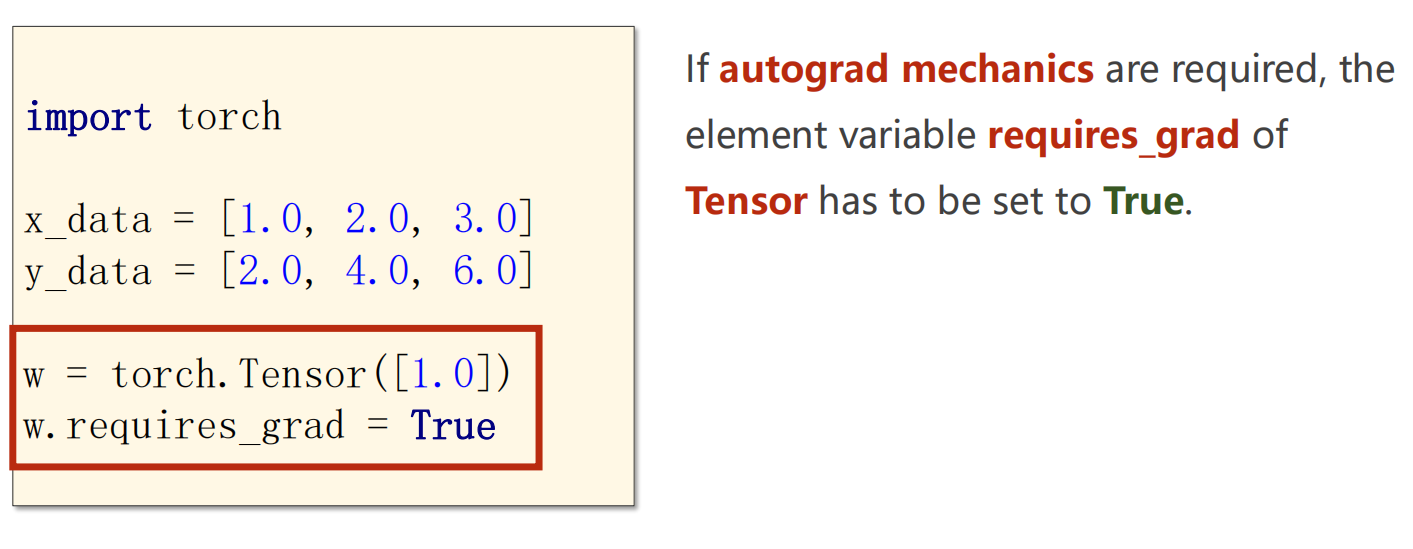 import torch
x_data = [1.0, 2.0, 3.0]
y_data = [2.0, 4.0, 6.0]
w = torch.Tensor([1.0])
w.requires_grad = True
If autograd mechanics are required, the
element variable requires_grad of
Tensor has to be set to True.